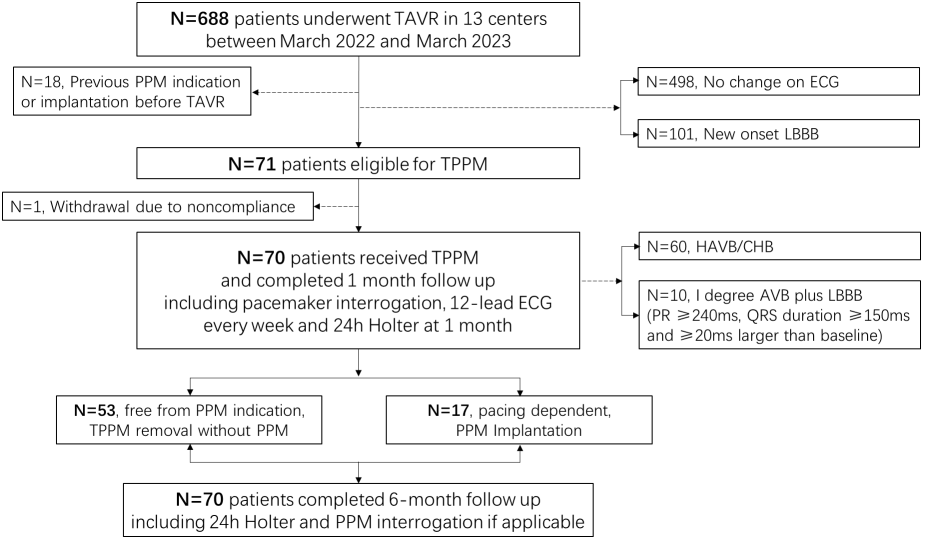 N=688 patients underwent TAVR in 13 centers
between March 2022 and March 2023
N=18, Previous PPM indication
or implantation before TAVR
N=498, No change on ECG
N=101, New onset LBBB
N=71 patients eligible for TPPM
N=1, Withdrawal due to noncompliance
N=70 patients received TPPM
and completed 1 month follow up
including pacemaker interrogation, 12-lead ECG
every week and 24h Holter at 1 month
N=60, HAVB/CHB
N=10, I degree AVB plus LBBB
(PR ≥240ms, QRS duration ≥150ms
and ≥20ms larger than baseline)
N=53, free from PPM indication,
TPPM removal without PPM
N=17, pacing dependent,
PPM Implantation
N=70 patients completed 6-month follow up
including 24h Holter and PPM interrogation if applicable